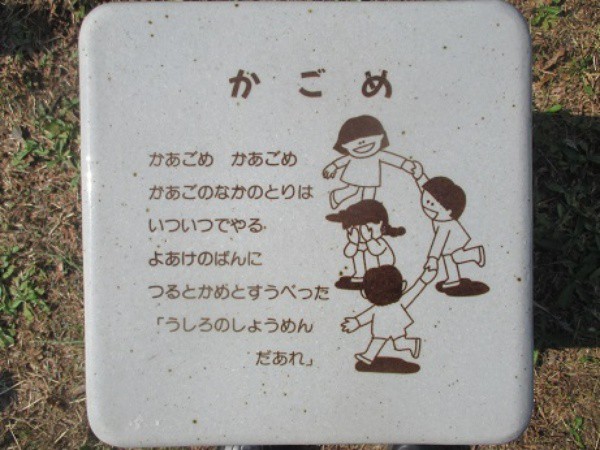 かごめ
かあごめ　かあごめ
かあごのなかのとりは
いついつでやる
よあけのばんに
つるとかめとすうべった
「うしろのしょうめん
だあれ」